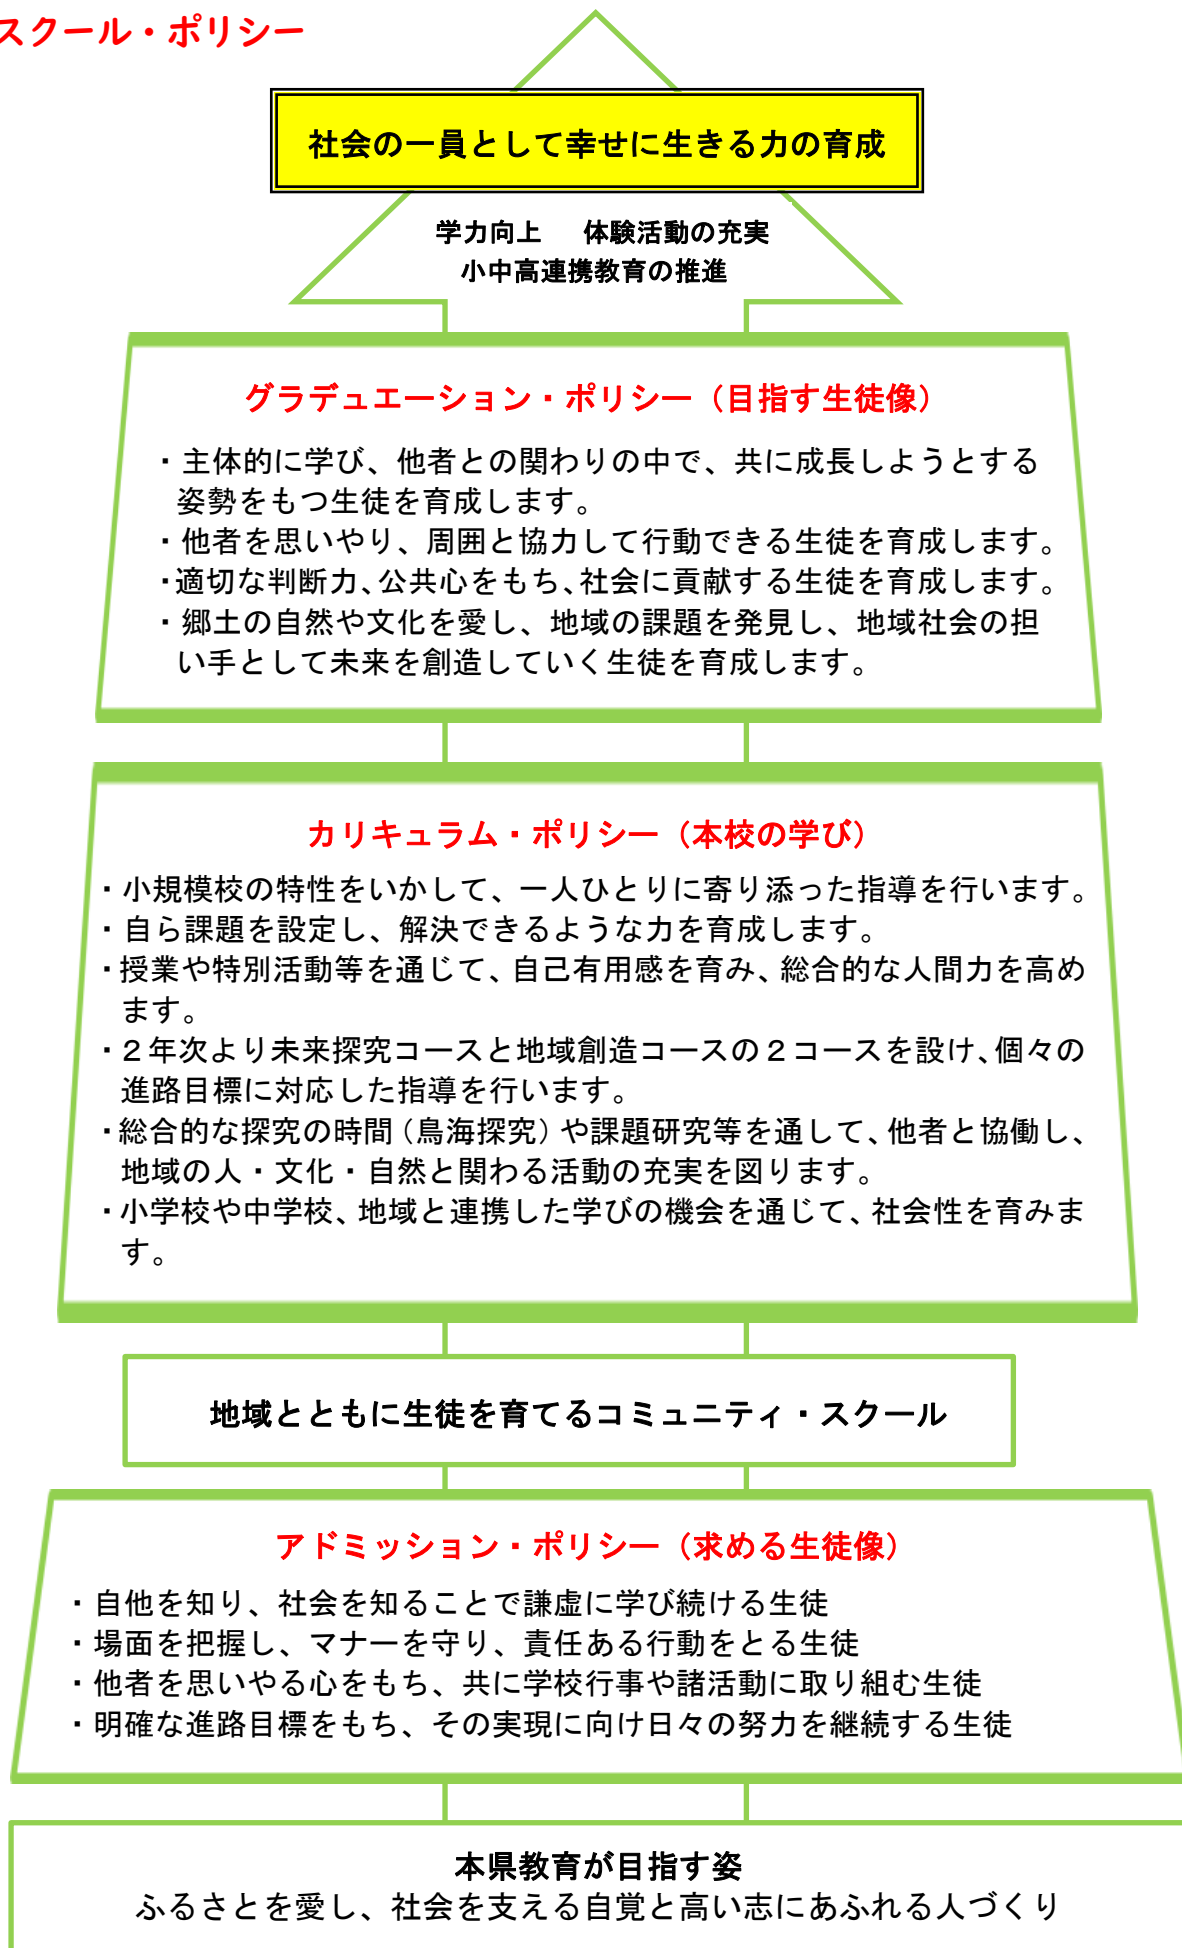 スクール・ポリシー
社会の一員として幸せに生きる力の育成
学力向上　体験活動の充実
小中高連携教育の推進
グラデュエーション・ポリシー（目指す生徒像）
・主体的に学び、他者との関わりの中で、共に成長しようとする
姿勢をもつ生徒を育成します。
・他者を思いやり、周囲と協力して行動できる生徒を育成します。
・適切な判断力、公共心をもち、社会に貢献する生徒を育成します。
・郷土の自然や文化を愛し、地域の課題を発見し、地域社会の担
い手として未来を創造していく生徒を育成します。
カリキュラム・ポリシー（本校の学び）
・小規模校の特性をいかして、一人ひとりに寄り添った指導を行います。
・自ら課題を設定し、解決できるような力を育成します。
・授業や特別活動等を通じて、自己有用感を育み、総合的な人間力を高め
ます。
・２年次より未来探究コースと地域創造コースの２コースを設け、個々の
進路目標に対応した指導を行います。
・総合的な探究の時間（鳥海探究）や課題研究等を通して、他者と協働し、
地域の人・文化・自然と関わる活動の充実を図ります。
・小学校や中学校、地域と連携した学びの機会を通じて、社会性を育みま
す。
地域とともに生徒を育てるコミュニティ・スクール
アドミッション・ポリシー（求める生徒像）
・自他を知り、社会を知ることで謙虚に学び続ける生徒
・場面を把握し、マナーを守り、責任ある行動をとる生徒
・他者を思いやる心をもち、共に学校行事や諸活動に取り組む生徒
・明確な進路目標をもち、その実現に向け日々の努力を継続する生徒
本県教育が目指す姿
ふるさとを愛し、社会を支える自覚と高い志にあふれる人づくり